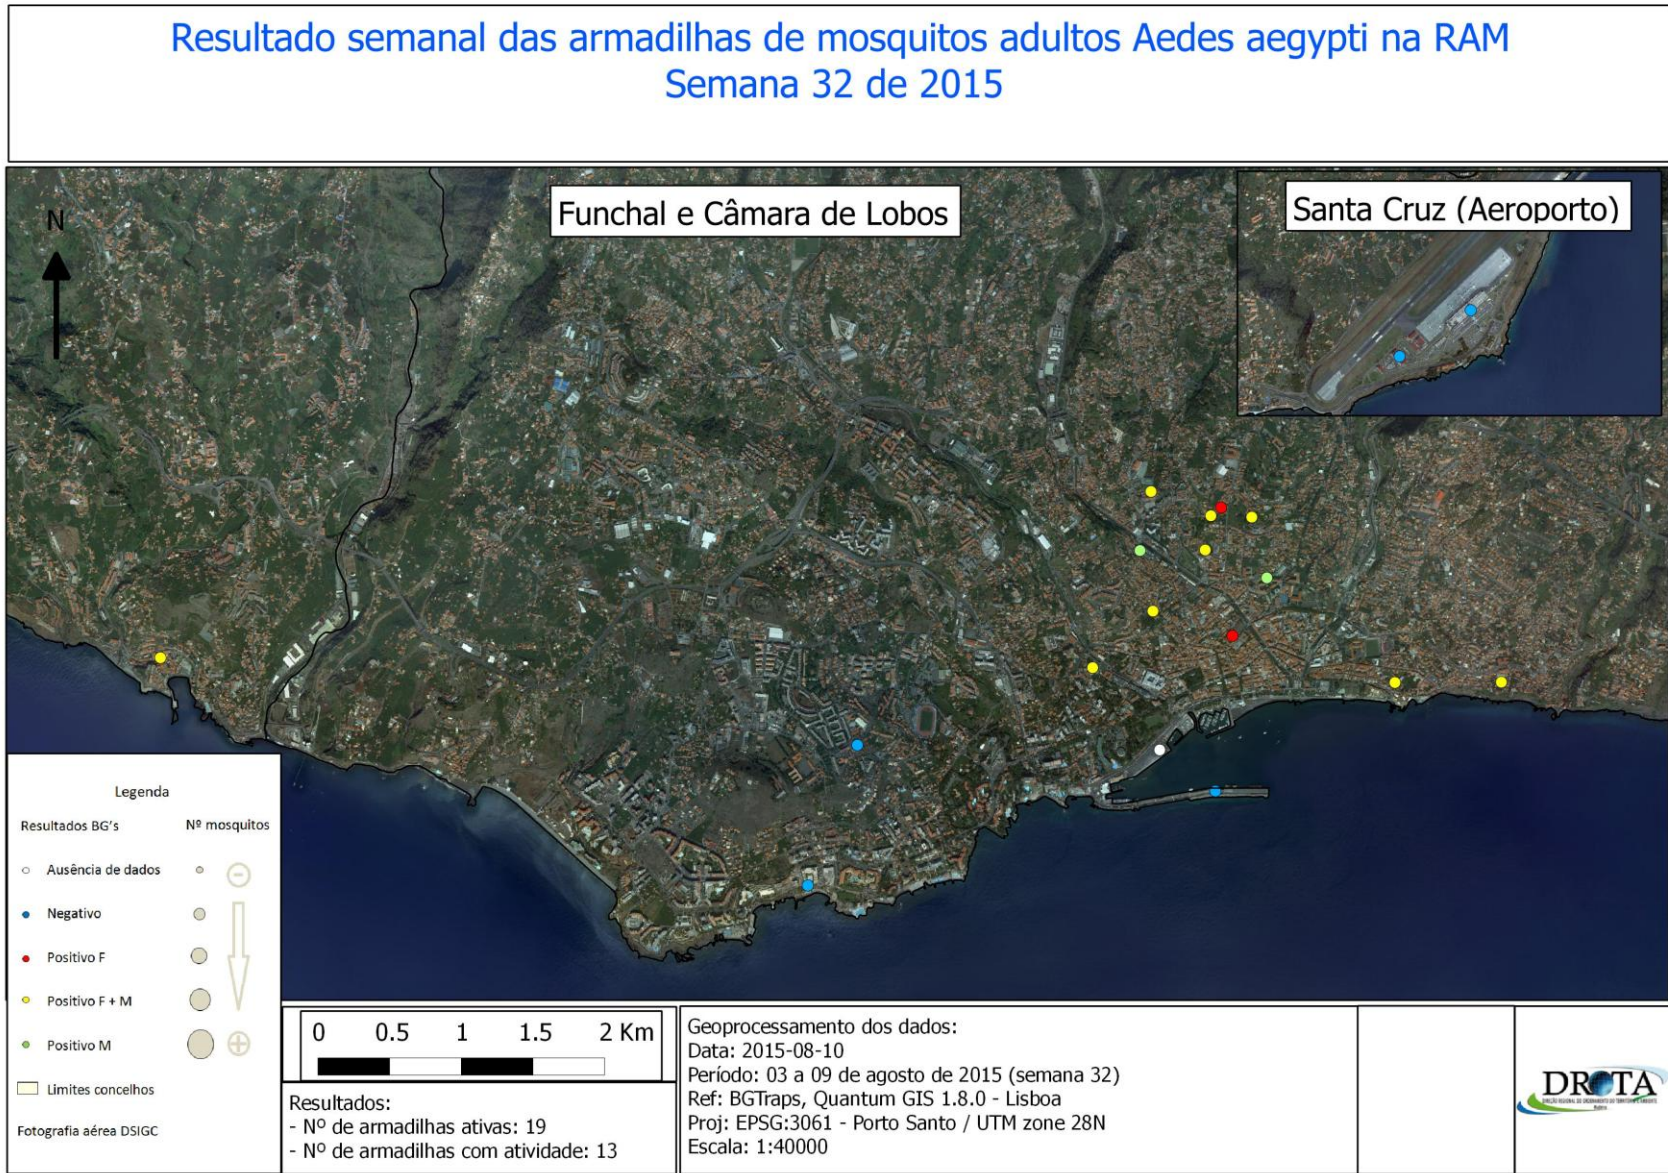 Resultado semanal das armadilhas de mosquitos adultos Aedes aegypti na RAM
Semana 32 de 2015
Funchal e Câmara de Lobos
Santa Cruz (Aeroporto)
N
Legenda
Resultados BG's Nº mosquitos
Ausência de dados
Negativo
Positivo F
Positivo F + M
Positivo M
Limites concelhos
Fotografia aérea DSIGC
0 0.5 1 1.5 2 Km
Resultados:
- Nº de armadilhas ativas: 19
- Nº de armadilhas com atividade: 13
Geoprocessamento dos dados:
Data: 2015-08-10
Período: 03 a 09 de agosto de 2015 (semana 32)
Ref: BGTraps, Quantum GIS 1.8.0 - Lisboa
Proj: EPSG:3061 - Porto Santo / UTM zone 28N
Escala: 1:40000
DROTA